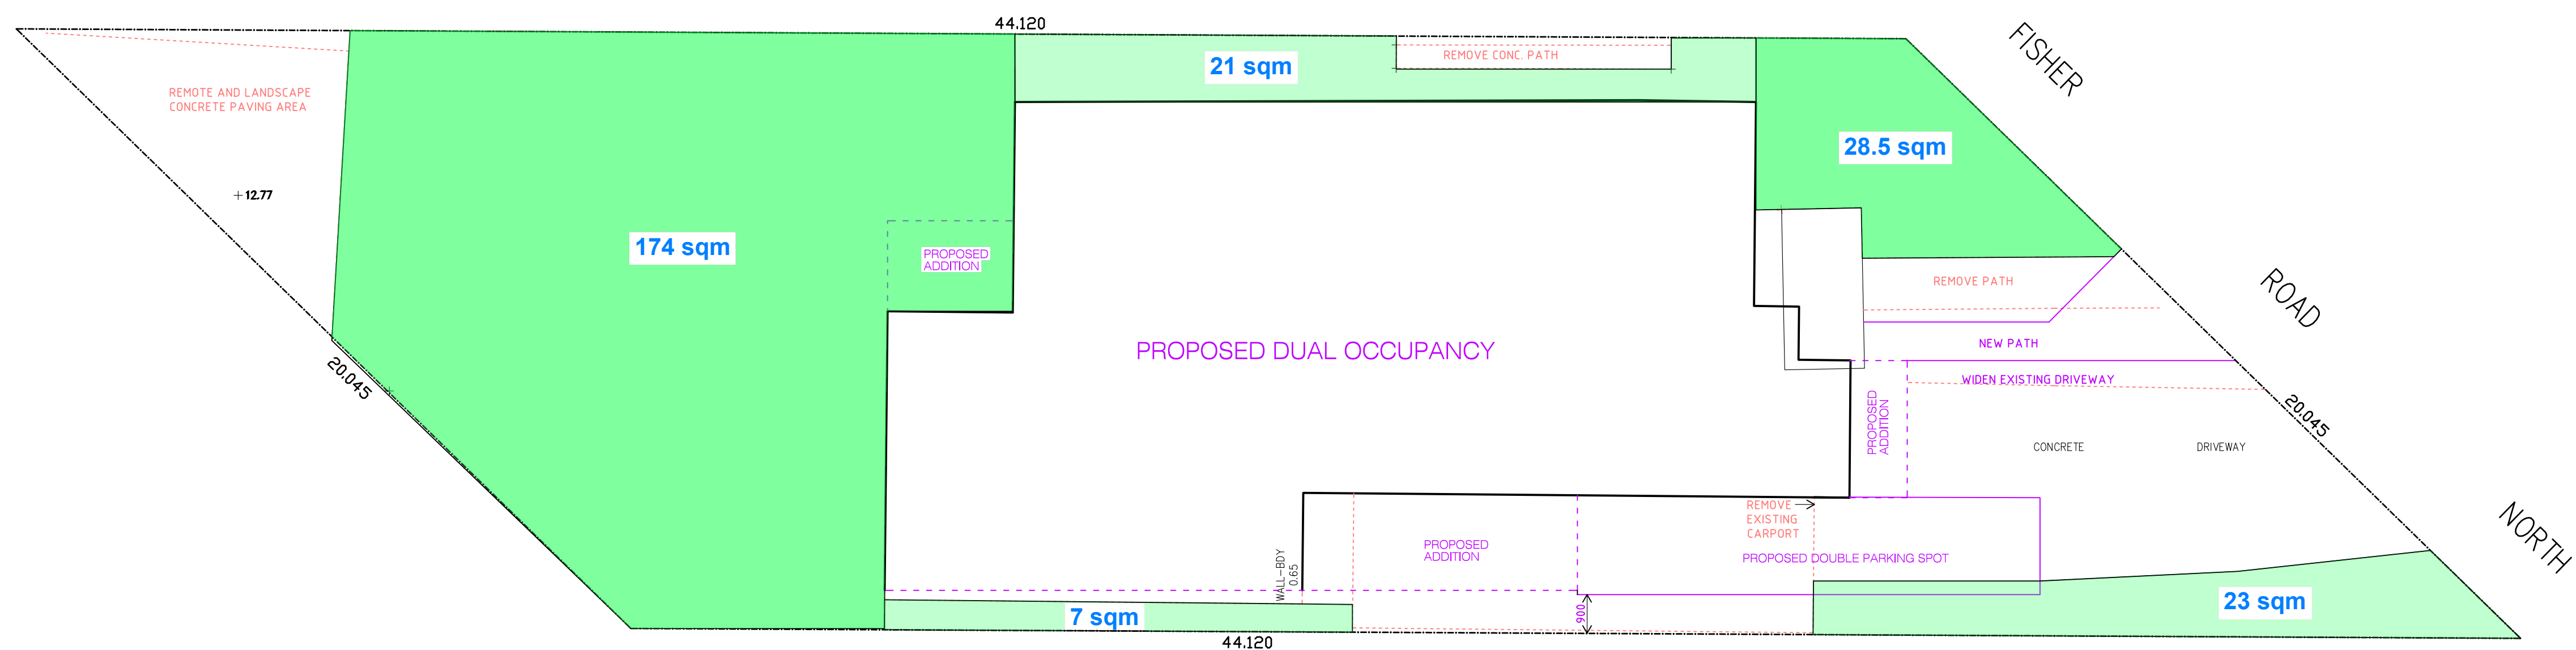 44.120
FISHER
21 sqm
REMOVE CONC. PATH
REMOTE AND LANDSCAPE
CONCRETE PAVING AREA
28.5 sqm
+12.77
174 sqm
PROPOSED
ADDITION
REMOVE PATH
ROAD
NEW PATH
PROPOSED DUAL OCCUPANCY
20.045
WIDEN EXISTING DRIVEWAY
PROPOSED
ADDITION
20.045
CONCRETE
DRIVEWAY
REMOVE
EXISTING
CARPORT
NORTH
PROPOSED
ADDITION
PROPOSED DOUBLE PARKING SPOT
WALL-BDY
0.65
900
7 sqm
23 sqm
44.120